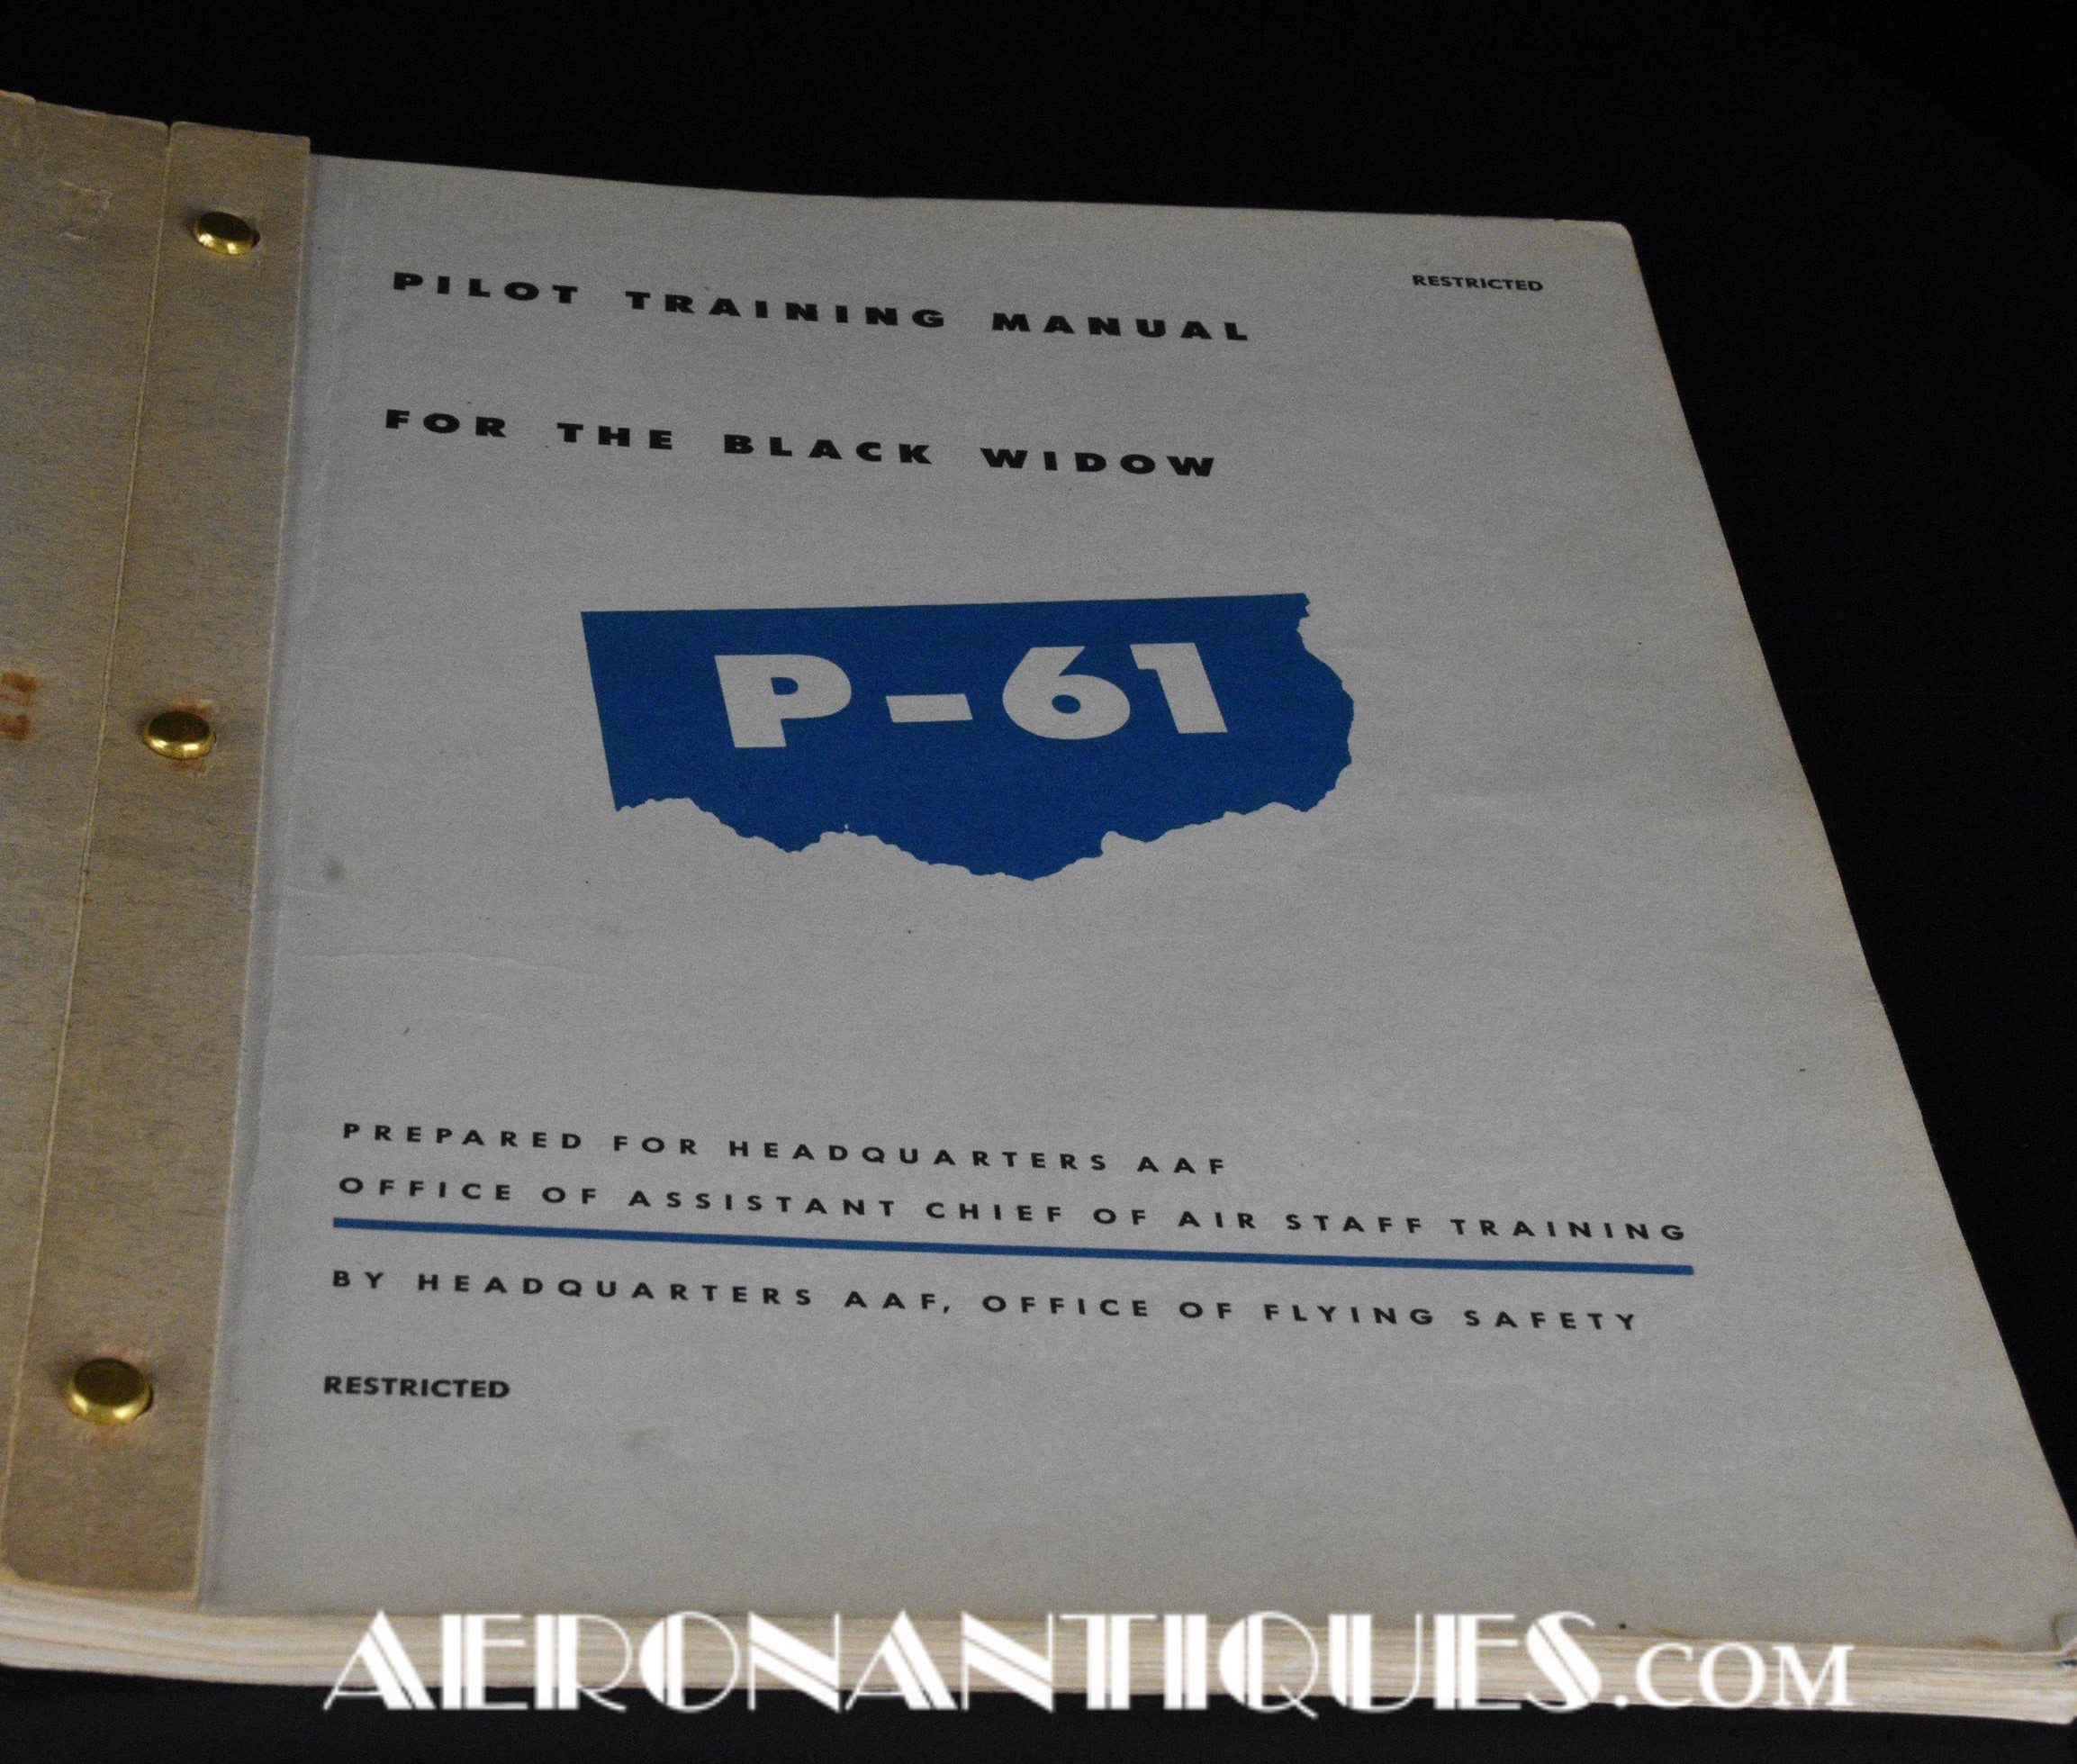 PILOT TRAINING MANUAL
RESTRICTED
FOR THE BLACK WIDOW
P-61
PREPARED FOR HEADQUARTERS AAF
OFFICE OF ASSISTANT CHIEF OF AIR STAFF TRAINING
BY HEADQUARTERS AAF, OFFICE OF FLYING SAFETY
RESTRICTED
AERONANTIQUES.COM